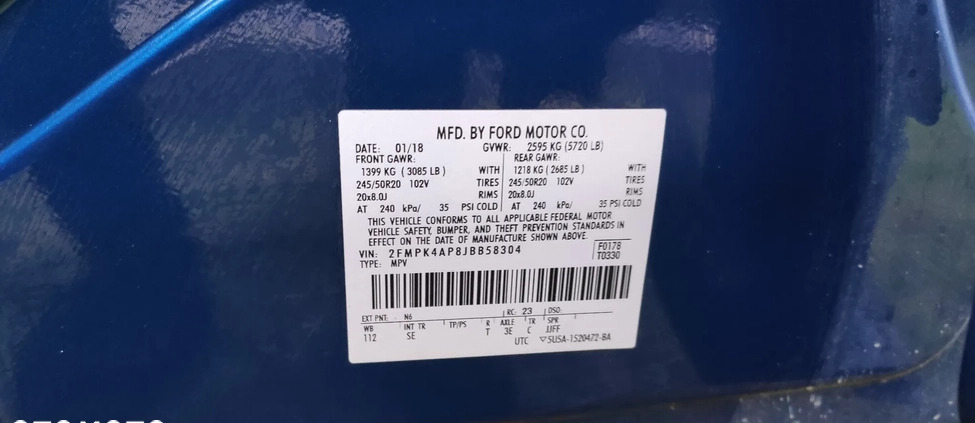 MFD. BY FORD MOTOR CO.
DATE: 01/18 GVWR: 2595 KG (5720 LB)
FRONT GAWR: REAR GAWR:
1399 KG (3085 LB) WITH 1218 KG (2685 LB) WITH
245/50R20 102V TIRES 245/50R20 102V TIRES
20x8.0J RIMS 20x8.0J RIMS
AT 240 kPa/ 35 PSI COLD AT 240 kPa/ 35 PSI COLD
THIS VEHICLE CONFORMS TO ALL APPLICABLE FEDERAL MOTOR
VEHICLE SAFETY, BUMPER, AND THEFT PREVENTION STANDARDS IN
EFFECT ON THE DATE OF MANUFACTURE SHOWN ABOVE.
VIN: 2FMPK4AP8JBB58304 F0178
TYPE: MPV T0330
EXT PNT: N6 RC: 23 DSO:
WB INT TR TP/PS R AXLE TR SPR
112 SE T 3E C JJFF
UTC ▽5U5A-1520472-BA